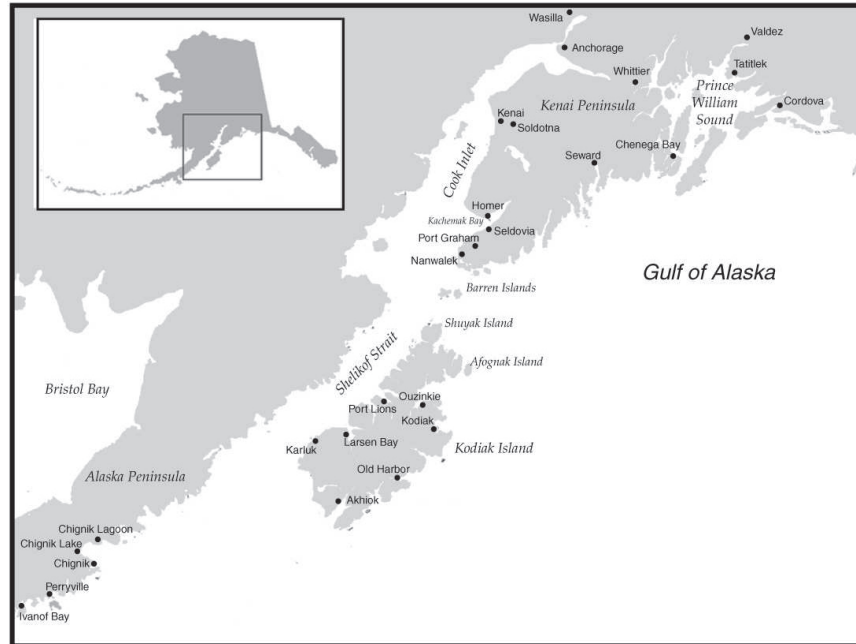 Wasilla
Valdez
Anchorage
Tatitlek
Whittier
Prince
William
Sound
Kenai Peninsula
Cordova
Kenai
Soldotna
Chenega Bay
Cook Inlet
Seward
Homer
Kachemak Bay
Seldovia
Port Graham
Nanwalek
Gulf of Alaska
Barren Islands
Shuyak Island
Shelikof Strait
Afognak Island
Bristol Bay
Ouzinkie
Port Lions
Kodiak
Larsen Bay
Karluk
Kodiak Island
Old Harbor
Alaska Peninsula
Akhiok
Chignik Lagoon
Chignik Lake
Chignik
Perryville
Ivanof Bay